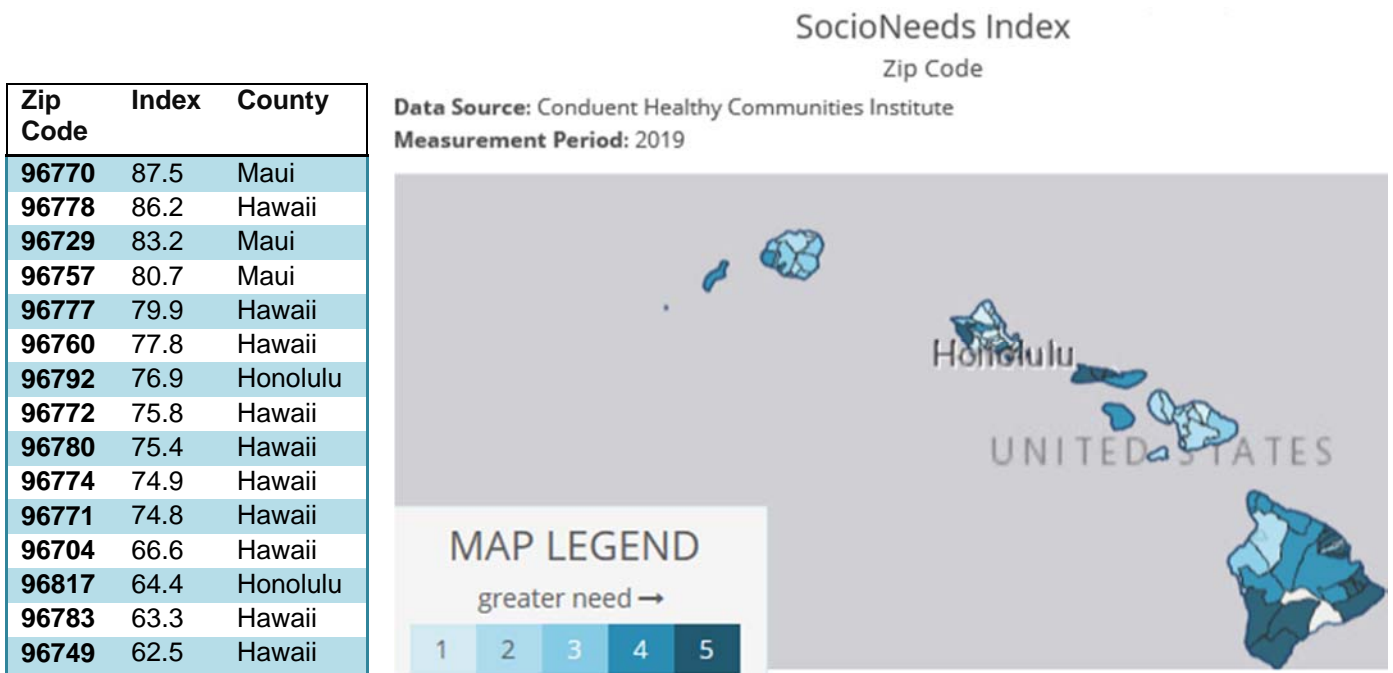 SocioNeeds Index
Zip Code
Data Source: Conduent Healthy Communities Institute
Measurement Period: 2019
Zip Code Index County
96770 87.5 Maui
96778 86.2 Hawaii
96729 83.2 Maui
96757 80.7 Maui
96777 79.9 Hawaii
96760 77.8 Hawaii
96792 76.9 Honolulu
96772 75.8 Hawaii
96780 75.4 Hawaii
96774 74.9 Hawaii
96771 74.8 Hawaii
96704 66.6 Hawaii
96817 64.4 Honolulu
96783 63.3 Hawaii
96749 62.5 Hawaii
Honolulu
UNITED STATES
MAP LEGEND
greater need →
1 2 3 4 5